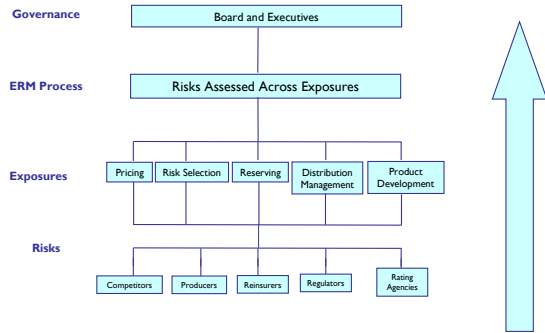 Governance
Board and Executives
ERM Process
Risks Assessed Across Exposures
Exposures
Pricing
Risk Selection
Reserving
Distribution
Management
Product
Development
Risks
Competitors
Producers
Reinsurers
Regulators
Rating
Agencies